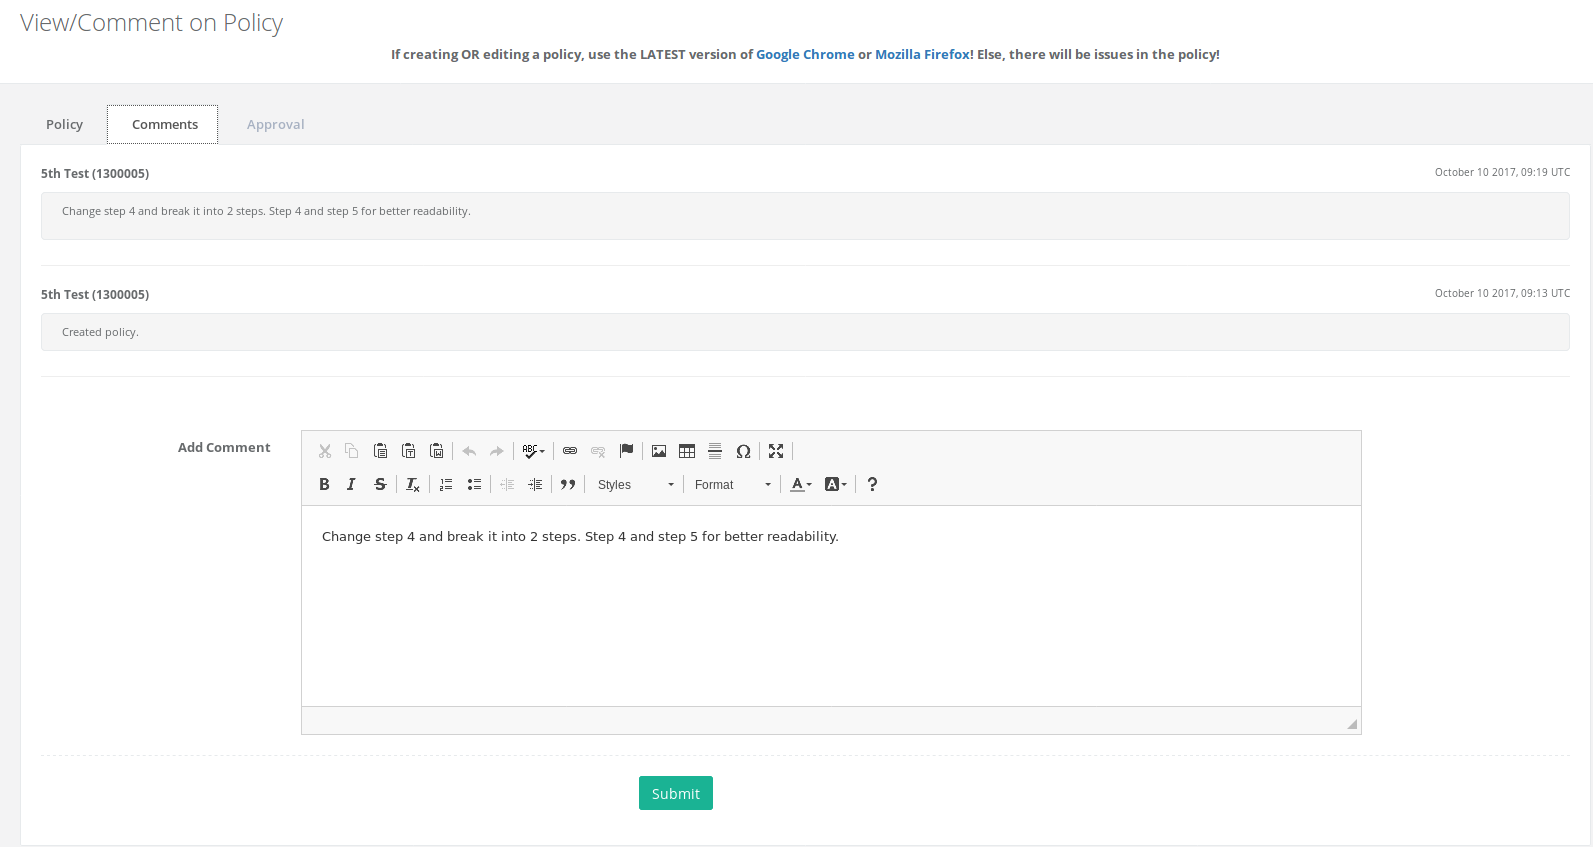 View/Comment on Policy
If creating OR editing a policy, use the LATEST version of Google Chrome or Mozilla Firefox! Else, there will be issues in the policy!
Policy Comments Approval
5th Test (1300005) October 10 2017, 09:19 UTC
Change step 4 and break it into 2 steps. Step 4 and step 5 for better readability.
5th Test (1300005) October 10 2017, 09:13 UTC
Created policy.
Add Comment
ABC Ω
B I S Tx Styles Format A A ?
Change step 4 and break it into 2 steps. Step 4 and step 5 for better readability.
Submit